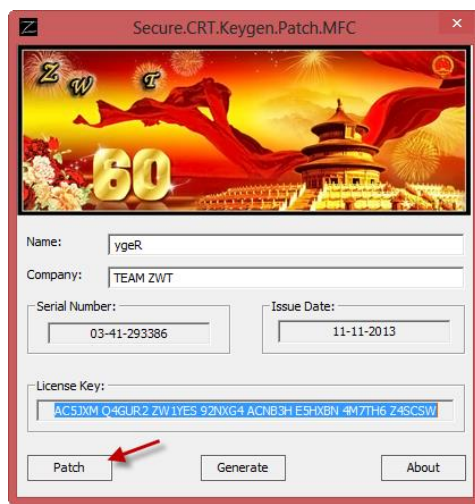 Secure.CRT.Keygen.Patch.MFC
Z W T
60
Name: ygeR
Company: TEAM ZWT
Serial Number: Issue Date:
03-41-293386 11-11-2013
License Key:
AC5JXM Q4GUR2 ZW1YES 92NXG4 ACNB3H E5HXBN 4M7TH6 Z4SCSW
Patch Generate About